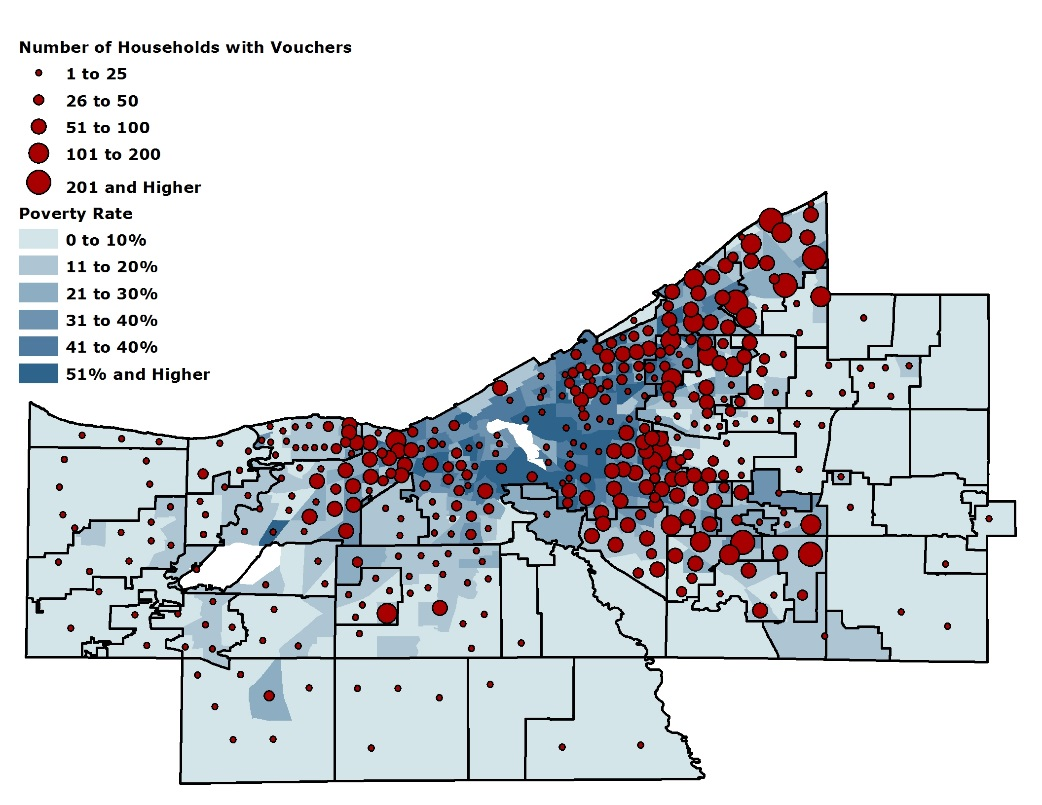 Number of Households with Vouchers
1 to 25
26 to 50
51 to 100
101 to 200
201 and Higher
Poverty Rate
0 to 10%
11 to 20%
21 to 30%
31 to 40%
41 to 40%
51% and Higher